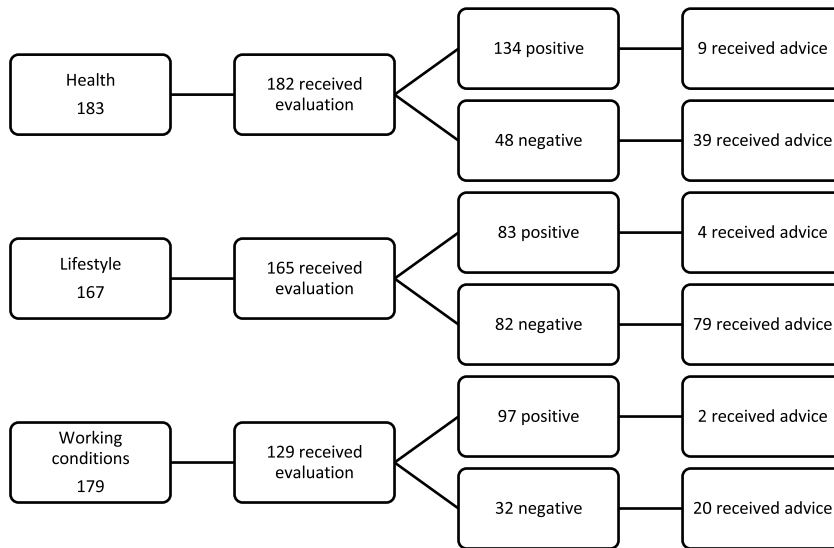 134 positive
9 received advice
Health
183
182 received
evaluation
48 negative
39 received advice
83 positive
4 received advice
Lifestyle
167
165 received
evaluation
82 negative
79 received advice
97 positive
2 received advice
Working
conditions
179
129 received
evaluation
32 negative
20 received advice